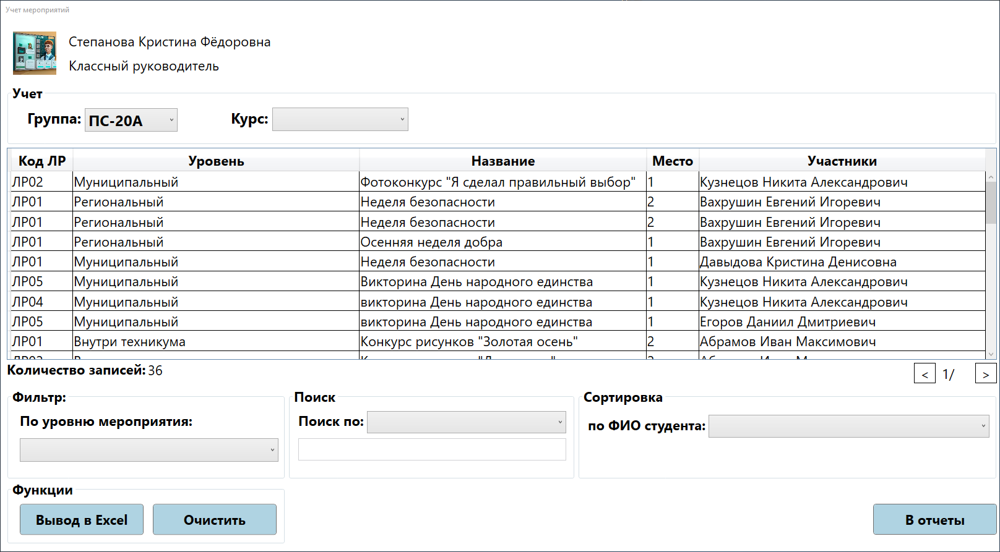 Учет мероприятий
Степанова Кристина Фёдоровна
Классный руководитель
Учет
Группа: ПС-20А Курс:
Код ЛР Уровень Название Место Участники
ЛР02 Муниципальный Фотоконкурс "Я сделал правильный выбор" 1 Кузнецов Никита Александрович
ЛР01 Региональный Неделя безопасности 2 Вахрушин Евгений Игоревич
ЛР01 Региональный Неделя безопасности 2 Вахрушин Евгений Игоревич
ЛР01 Региональный Осенняя неделя добра 1 Вахрушин Евгений Игоревич
ЛР01 Муниципальный Неделя безопасности 1 Давыдова Кристина Денисовна
ЛР05 Муниципальный Викторина День народного единства 1 Кузнецов Никита Александрович
ЛР04 Муниципальный викторина День народного единства 1 Кузнецов Никита Александрович
ЛР05 Муниципальный викторина День народного единства 1 Егоров Даниил Дмитриевич
ЛР01 Внутри техникума Конкурс рисунков "Золотая осень" 2 Абрамов Иван Максимович
Количество записей: 36 < 1/ >
Фильтр: Поиск Сортировка
По уровню мероприятия: Поиск по: по ФИО студента:
Функции
Вывод в Excel Очистить В отчеты